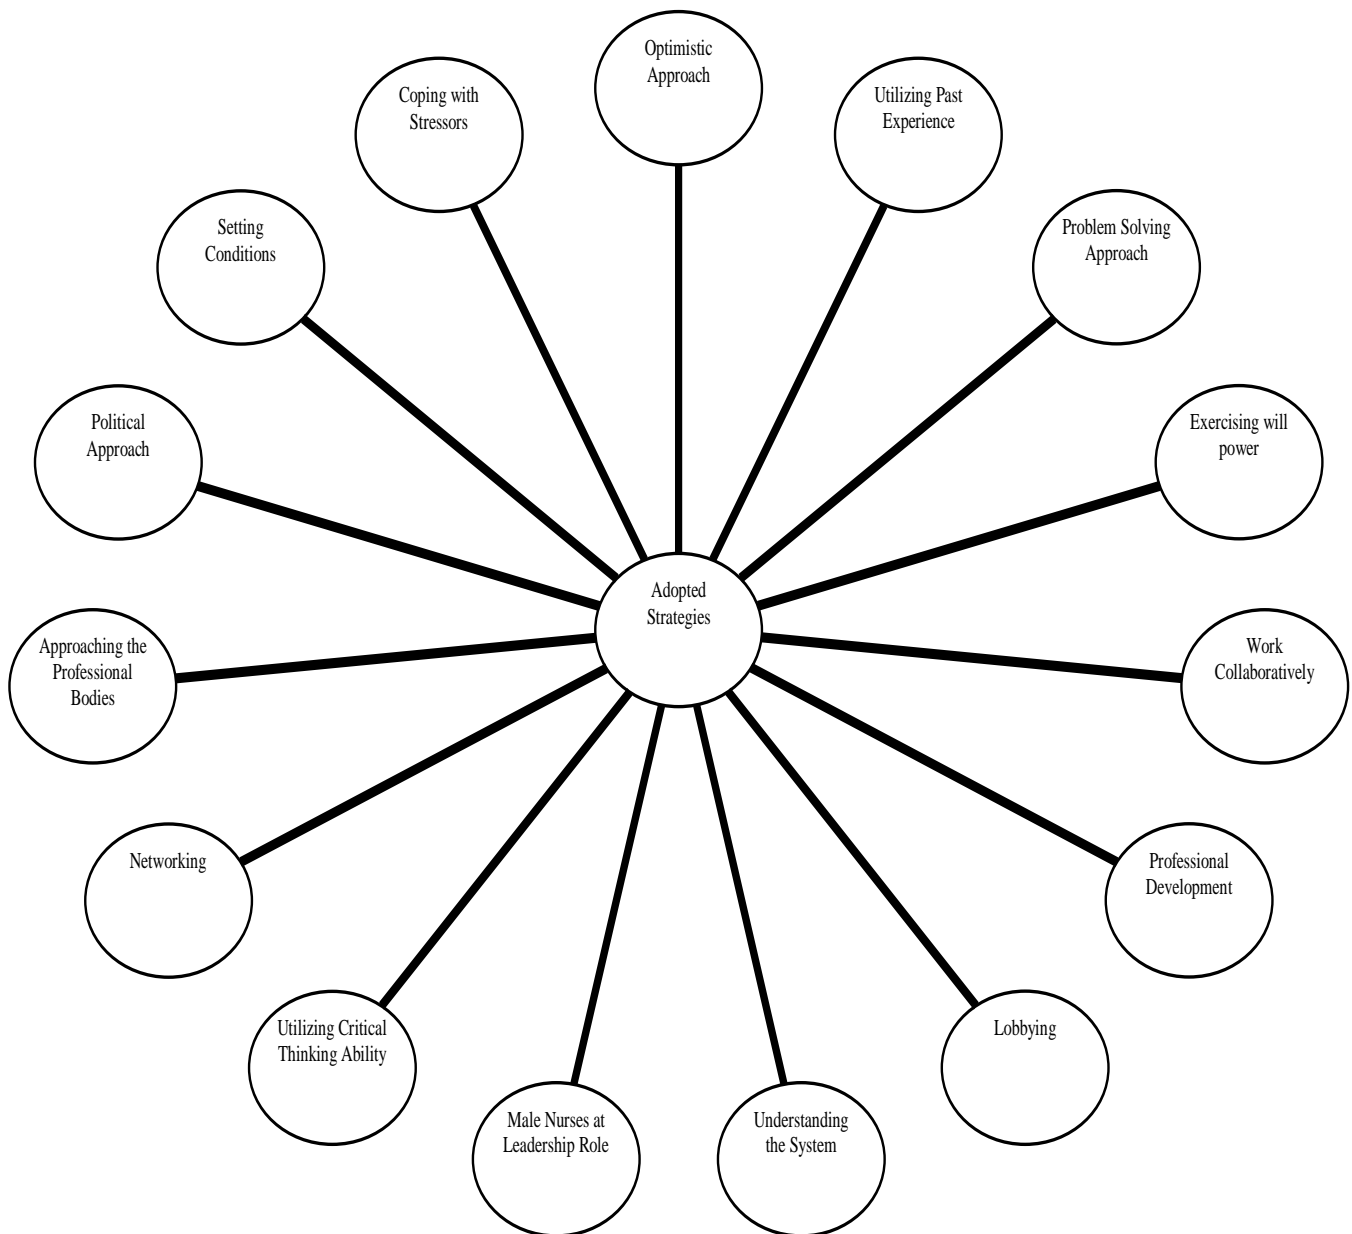 Optimistic
Approach
Utilizing Past
Experience
Problem Solving
Approach
Exercising will
power
Work
Collaboratively
Professional
Development
Lobbying
Understanding
the System
Male Nurses at
Leadership Role
Utilizing Critical
Thinking Ability
Networking
Approaching the
Professional
Bodies
Political
Approach
Setting
Conditions
Coping with
Stressors
Adopted
Strategies